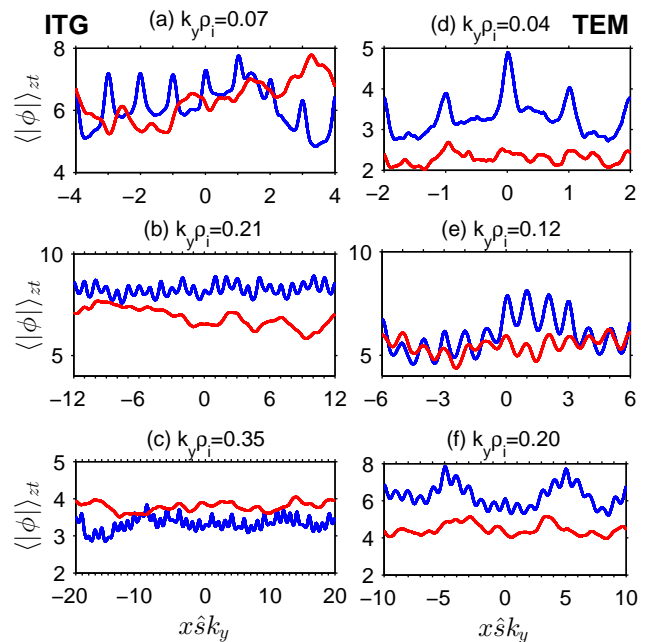 ITG (a) kyρi=0.07 (d) kyρi=0.04 TEM
8 5
6 4
4 3
2
⟨|ϕ|⟩zt ⟨|ϕ|⟩zt
−4 −2 0 2 4 −2 −1 0 1 2
(b) kyρi=0.21 (e) kyρi=0.12
10 10
5 5
⟨|ϕ|⟩zt ⟨|ϕ|⟩zt
−12 −6 0 6 12 −6 −3 0 3 6
(c) kyρi=0.35 (f) kyρi=0.20
5 8
4 6
3 4
2 2
⟨|ϕ|⟩zt ⟨|ϕ|⟩zt
−20 −10 0 10 20 −10 −5 0 5 10
xŝky xŝky